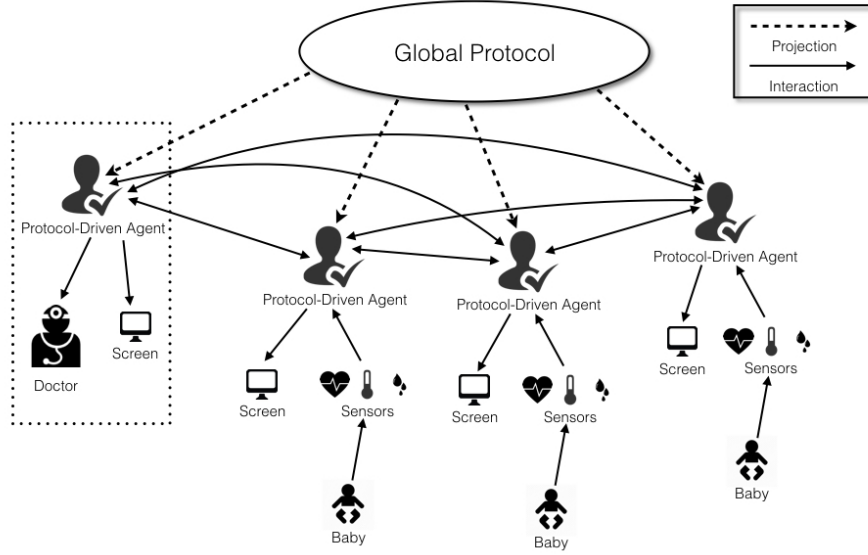 Global Protocol
Projection
Interaction
Protocol-Driven Agent
Doctor
Screen
Protocol-Driven Agent
Screen
Sensors
Baby
Protocol-Driven Agent
Screen
Sensors
Baby
Protocol-Driven Agent
Screen
Sensors
Baby